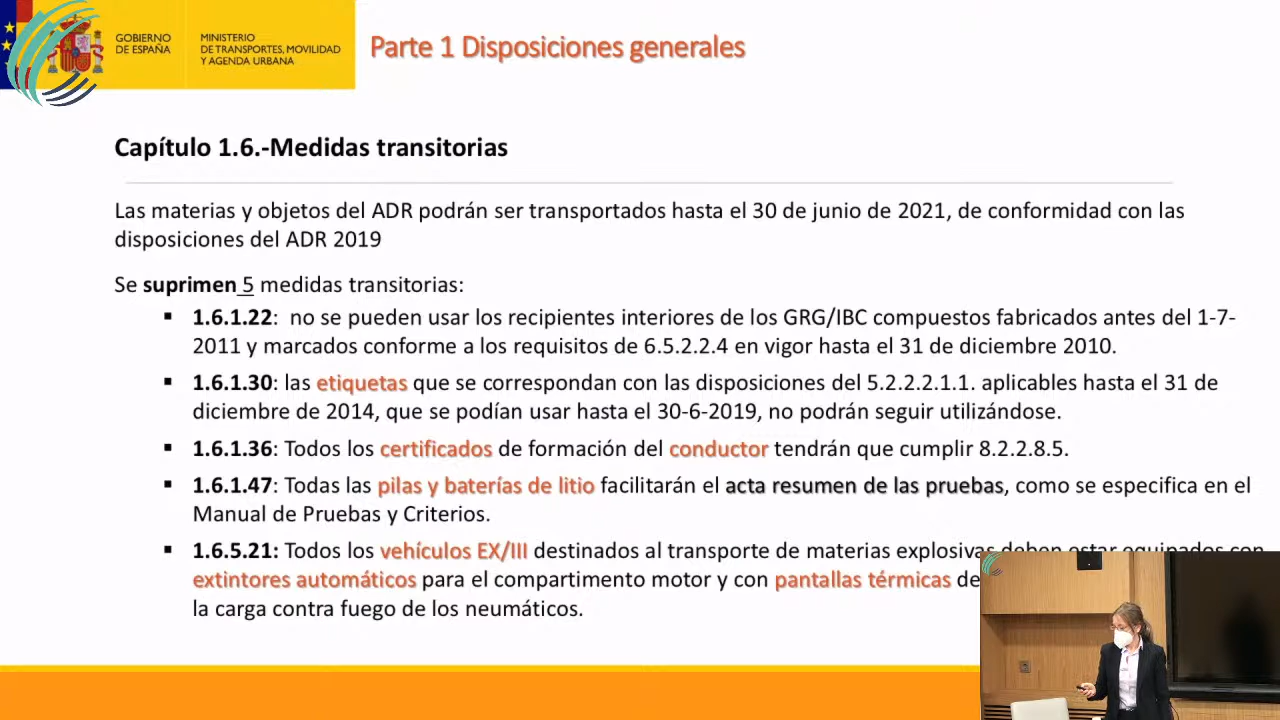 GOBIERNO
DE ESPAÑA
MINISTERIO
DE TRANSPORTES, MOVILIDAD
Y AGENDA URBANA
Parte 1 Disposiciones generales
Capítulo 1.6.-Medidas transitorias
Las materias y objetos del ADR podrán ser transportados hasta el 30 de junio de 2021, de conformidad con las
disposiciones del ADR 2019
Se suprimen 5 medidas transitorias:
▪ 1.6.1.22: no se pueden usar los recipientes interiores de los GRG/IBC compuestos fabricados antes del 1-7-
2011 y marcados conforme a los requisitos de 6.5.2.2.4 en vigor hasta el 31 de diciembre 2010.
▪ 1.6.1.30: las etiquetas que se correspondan con las disposiciones del 5.2.2.2.1.1. aplicables hasta el 31 de
diciembre de 2014, que se podían usar hasta el 30-6-2019, no podrán seguir utilizándose.
▪ 1.6.1.36: Todos los certificados de formación del conductor tendrán que cumplir 8.2.2.8.5.
▪ 1.6.1.47: Todas las pilas y baterías de litio facilitarán el acta resumen de las pruebas, como se especifica en el
Manual de Pruebas y Criterios.
▪ 1.6.5.21: Todos los vehículos EX/III destinados al transporte de materias explosivas deben estar equipados con
extintores automáticos para el compartimento motor y con pantallas térmicas de
la carga contra fuego de los neumáticos.